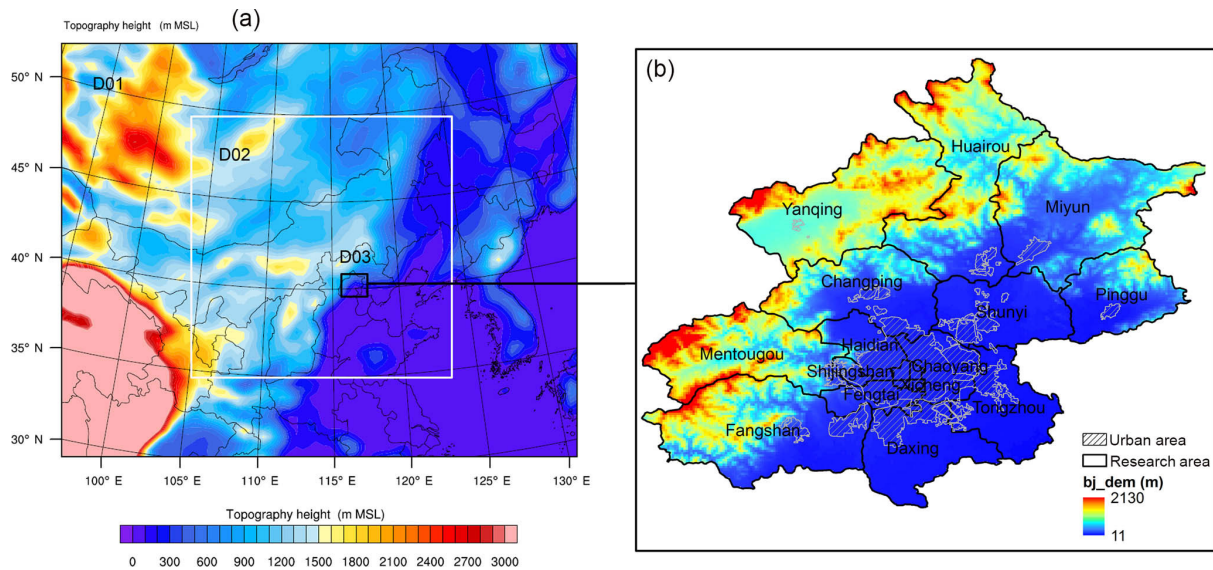 (a)
Topography height (m MSL)
50° N
45° N
40° N
35° N
30° N
D01
D02
D03
100° E 105° E 110° E 115° E 120° E 125° E 130° E
Topography height (m MSL)
0 300 600 900 1200 1500 1800 2100 2400 2700 3000
(b)
Huairou
Yanqing
Miyun
Changping
Pinggu
Shunyi
Mentougou
Haidian
Shijingshan
Chaoyang
Xicheng
Fengtai
Tongzhou
Fangshan
Daxing
Urban area
Research area
bj_dem (m)
2130
11